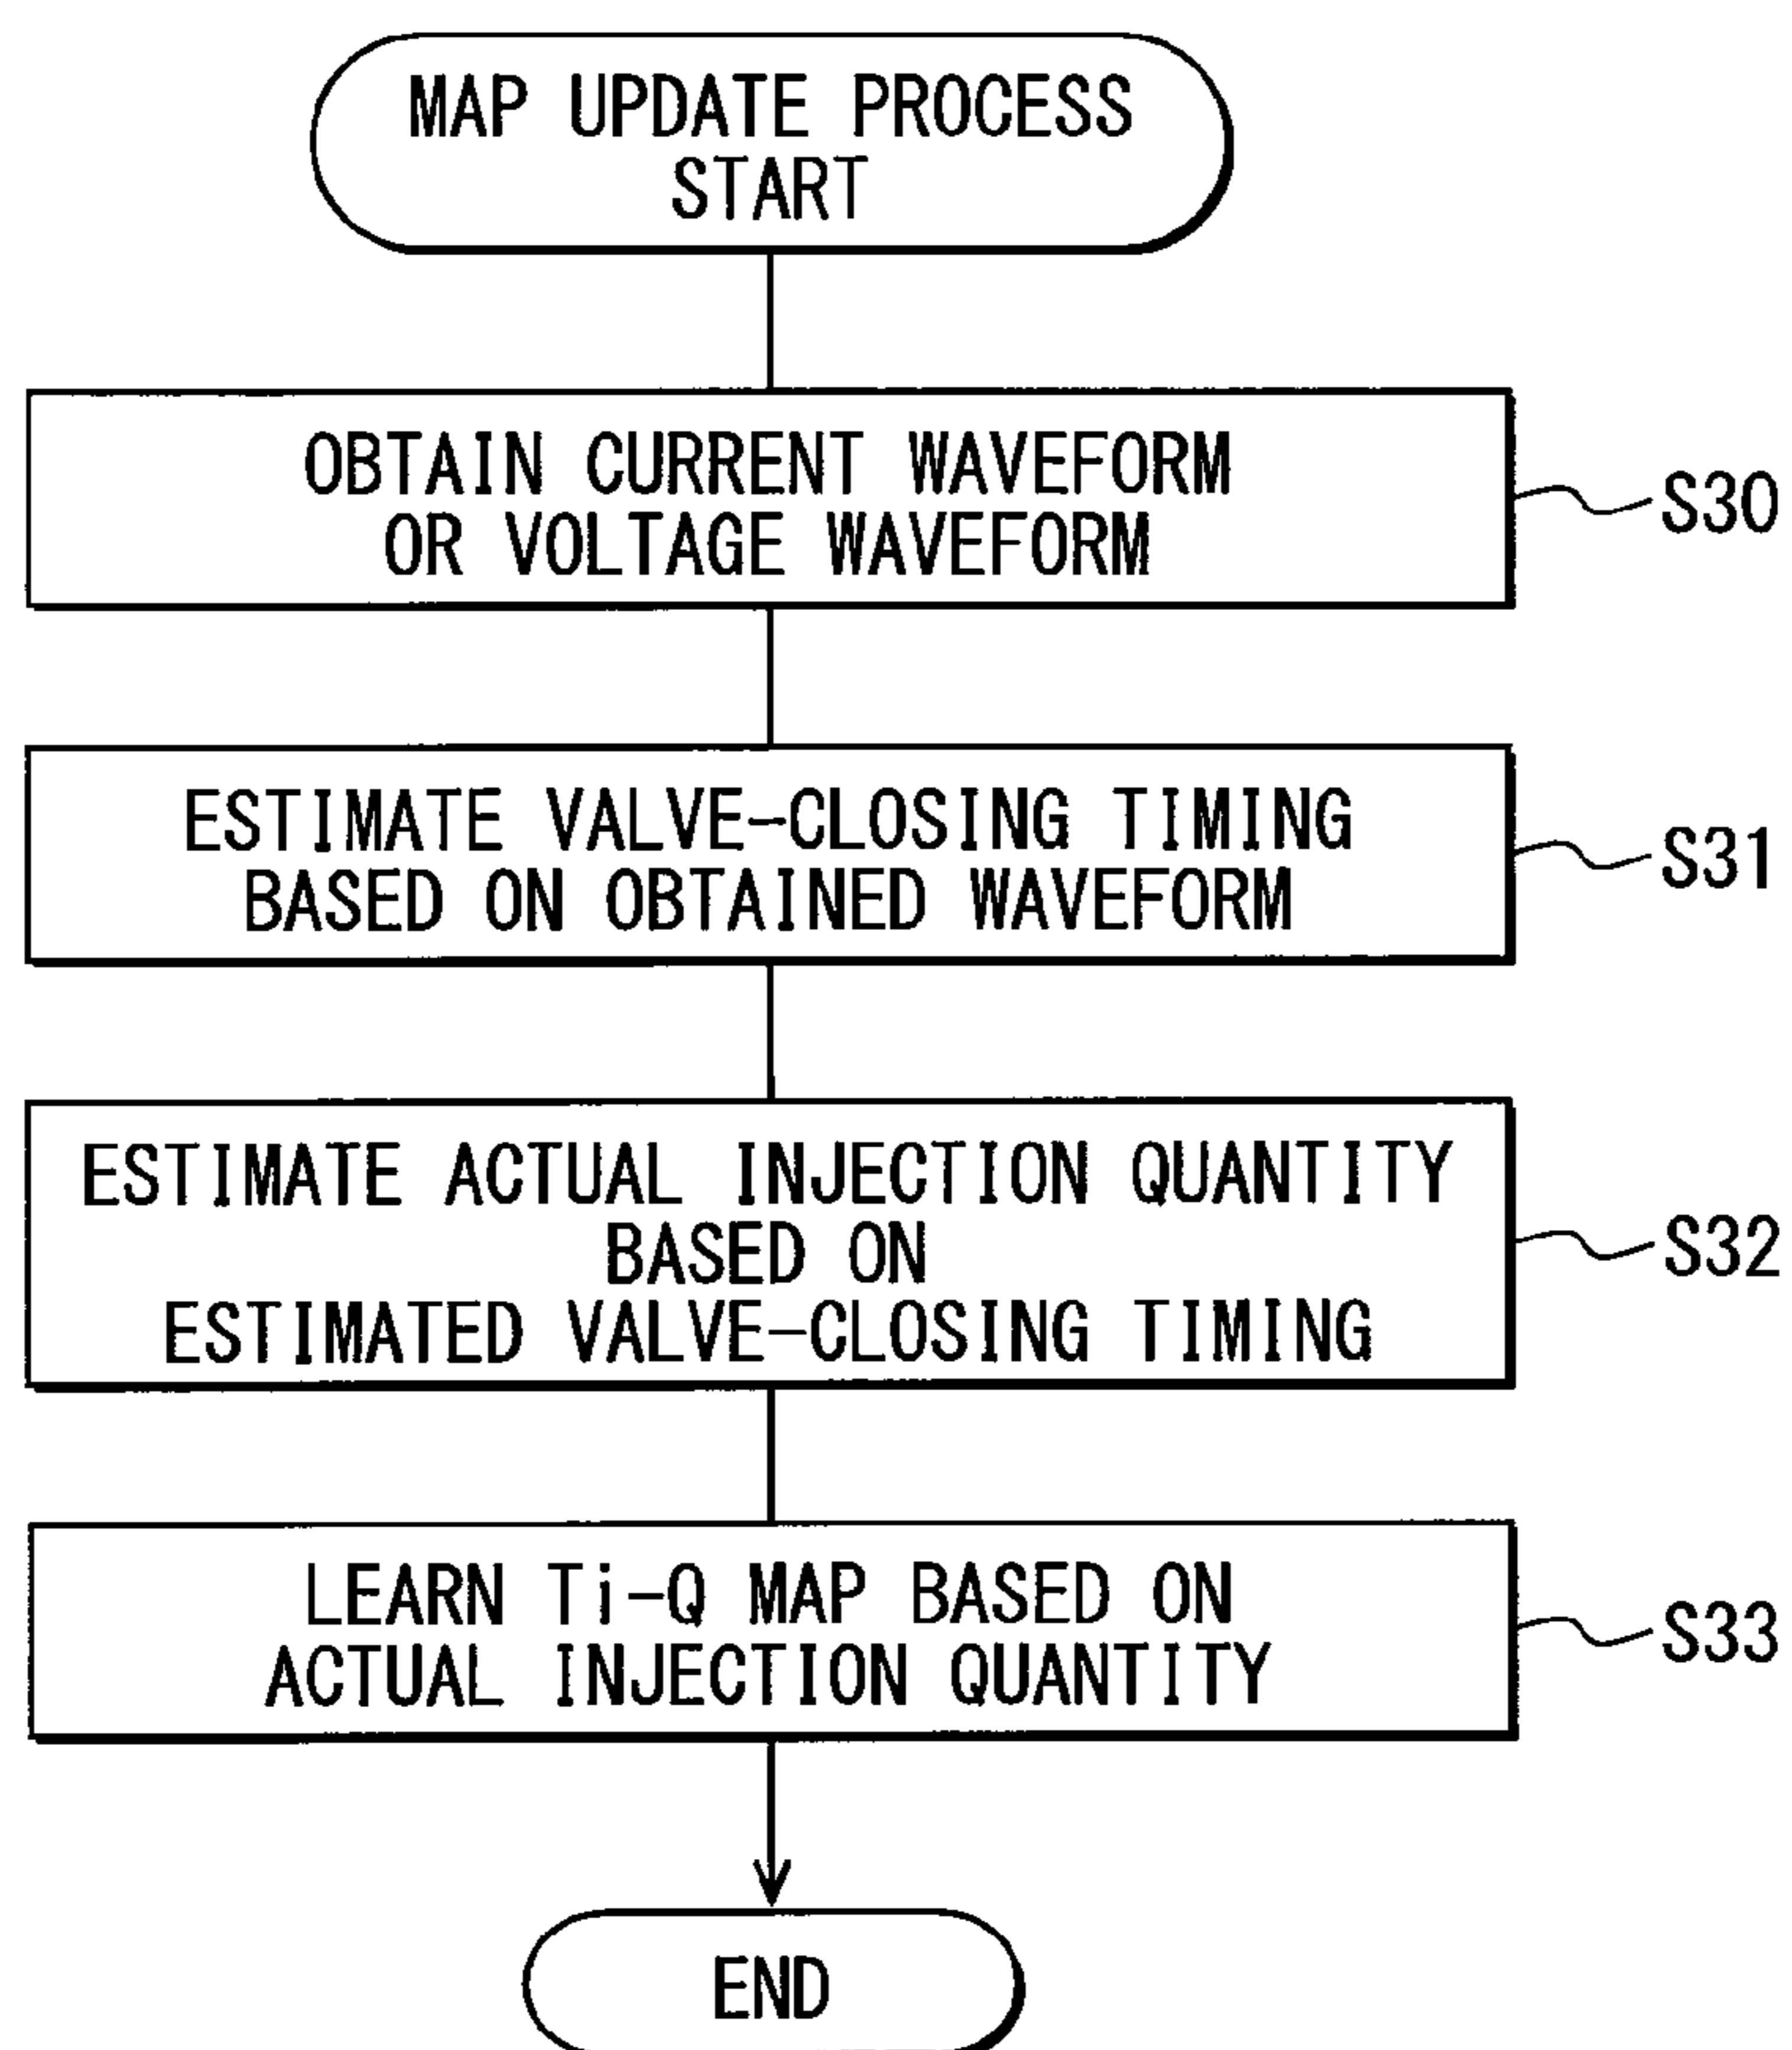 MAP UPDATE PROCESS
START
OBTAIN CURRENT WAVEFORM
OR VOLTAGE WAVEFORM
S30
ESTIMATE VALVE-CLOSING TIMING
BASED ON OBTAINED WAVEFORM
S31
ESTIMATE ACTUAL INJECTION QUANTITY
BASED ON
ESTIMATED VALVE-CLOSING TIMING
S32
LEARN Ti-Q MAP BASED ON
ACTUAL INJECTION QUANTITY
S33
END